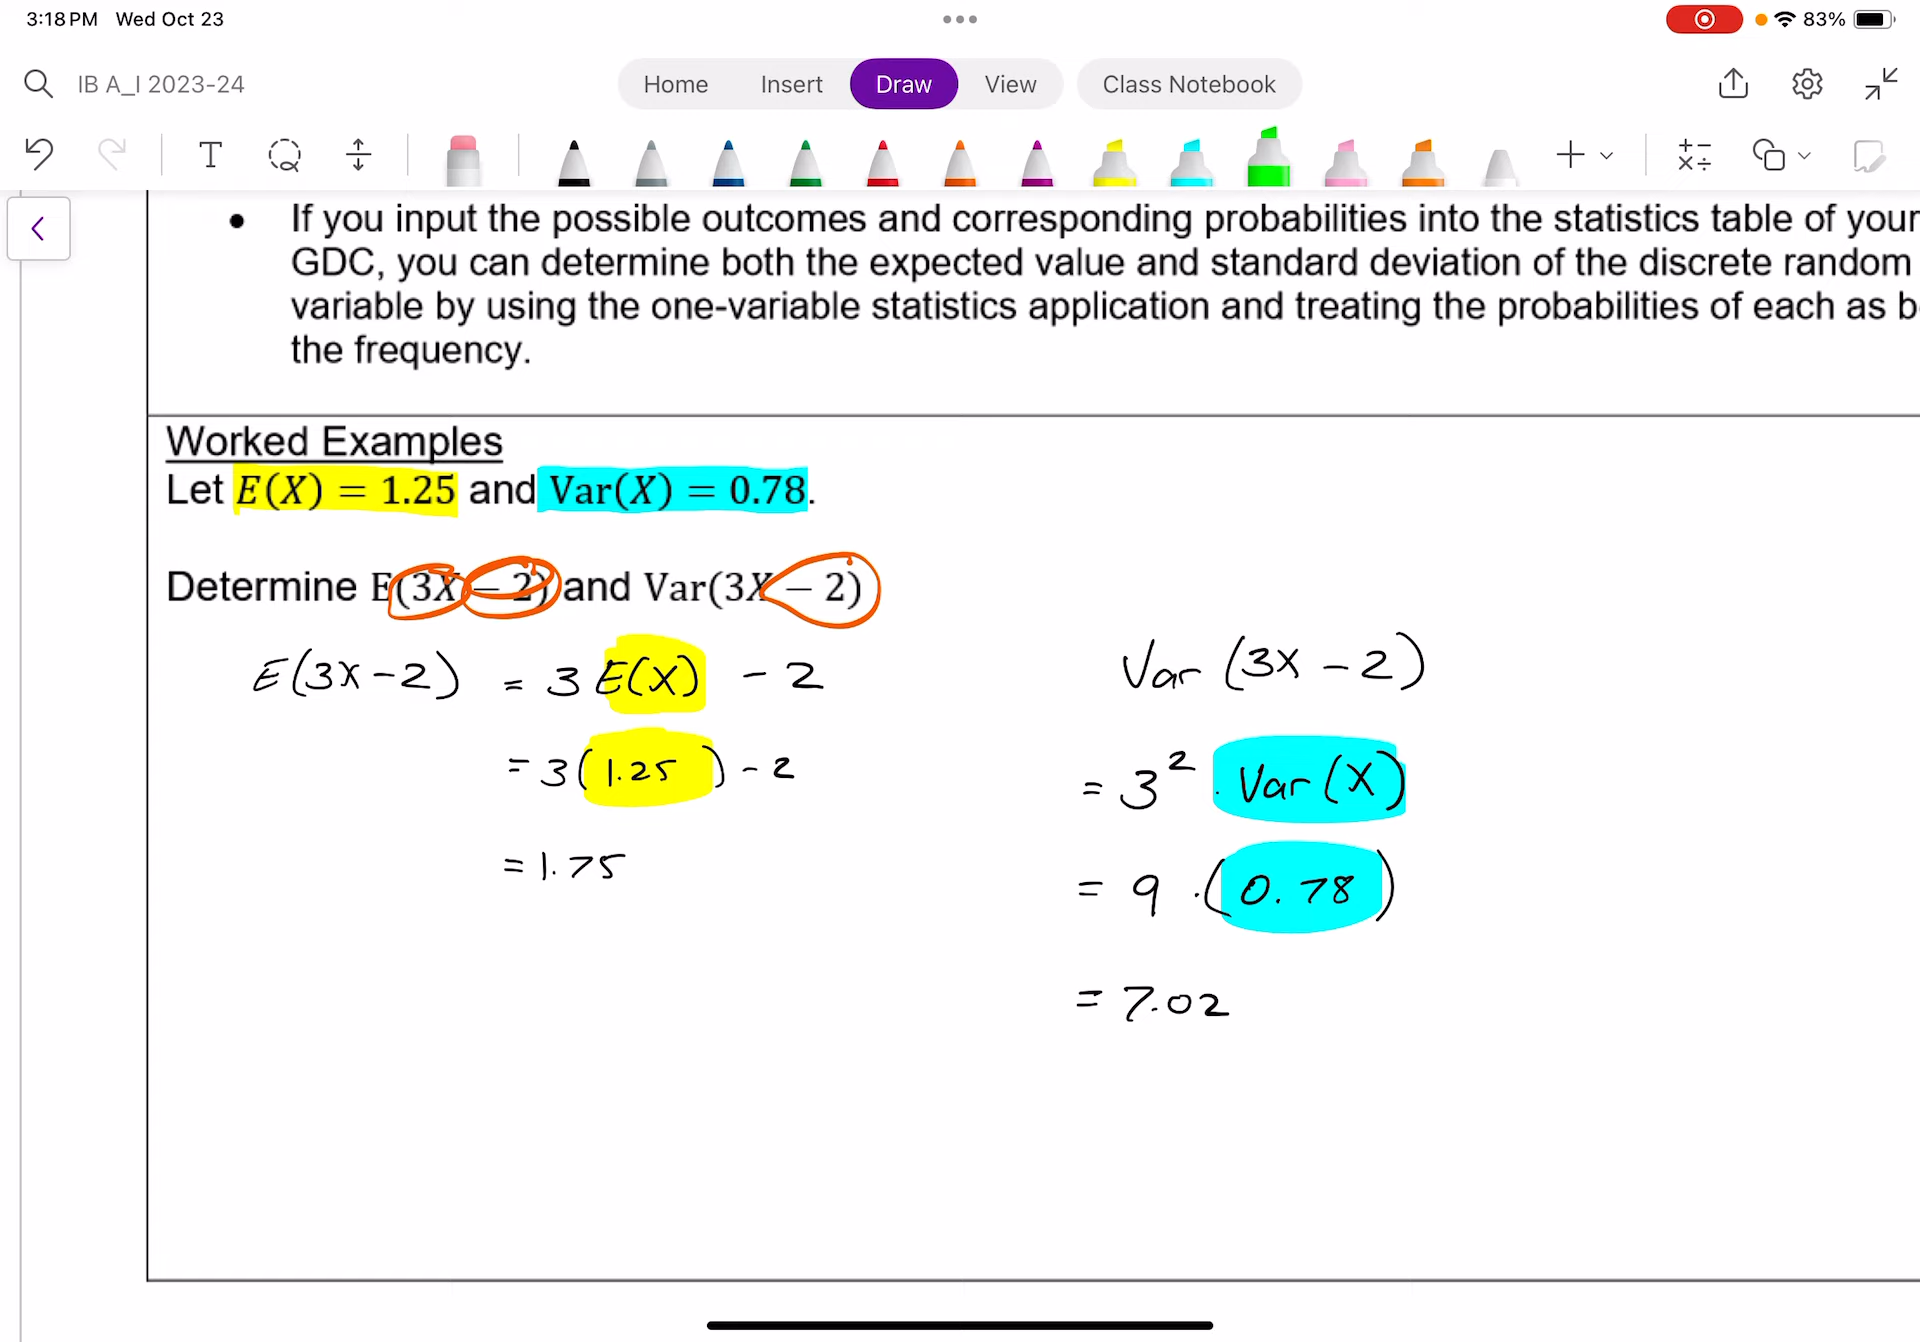 3:18 PM Wed Oct 23
83%
IB A_I 2023-24
Home Insert Draw View Class Notebook
T
• If you input the possible outcomes and corresponding probabilities into the statistics table of your
GDC, you can determine both the expected value and standard deviation of the discrete random
variable by using the one-variable statistics application and treating the probabilities of each as b
the frequency.
Worked Examples
Let E(X) = 1.25 and Var(X) = 0.78.
Determine E(3X − 2) and Var(3X − 2)
E(3X-2) = 3 E(X) - 2
= 3(1.25) - 2
= 1.75
Var (3X - 2)
= 3² · Var(X)
= 9 · (0.78)
= 7.02